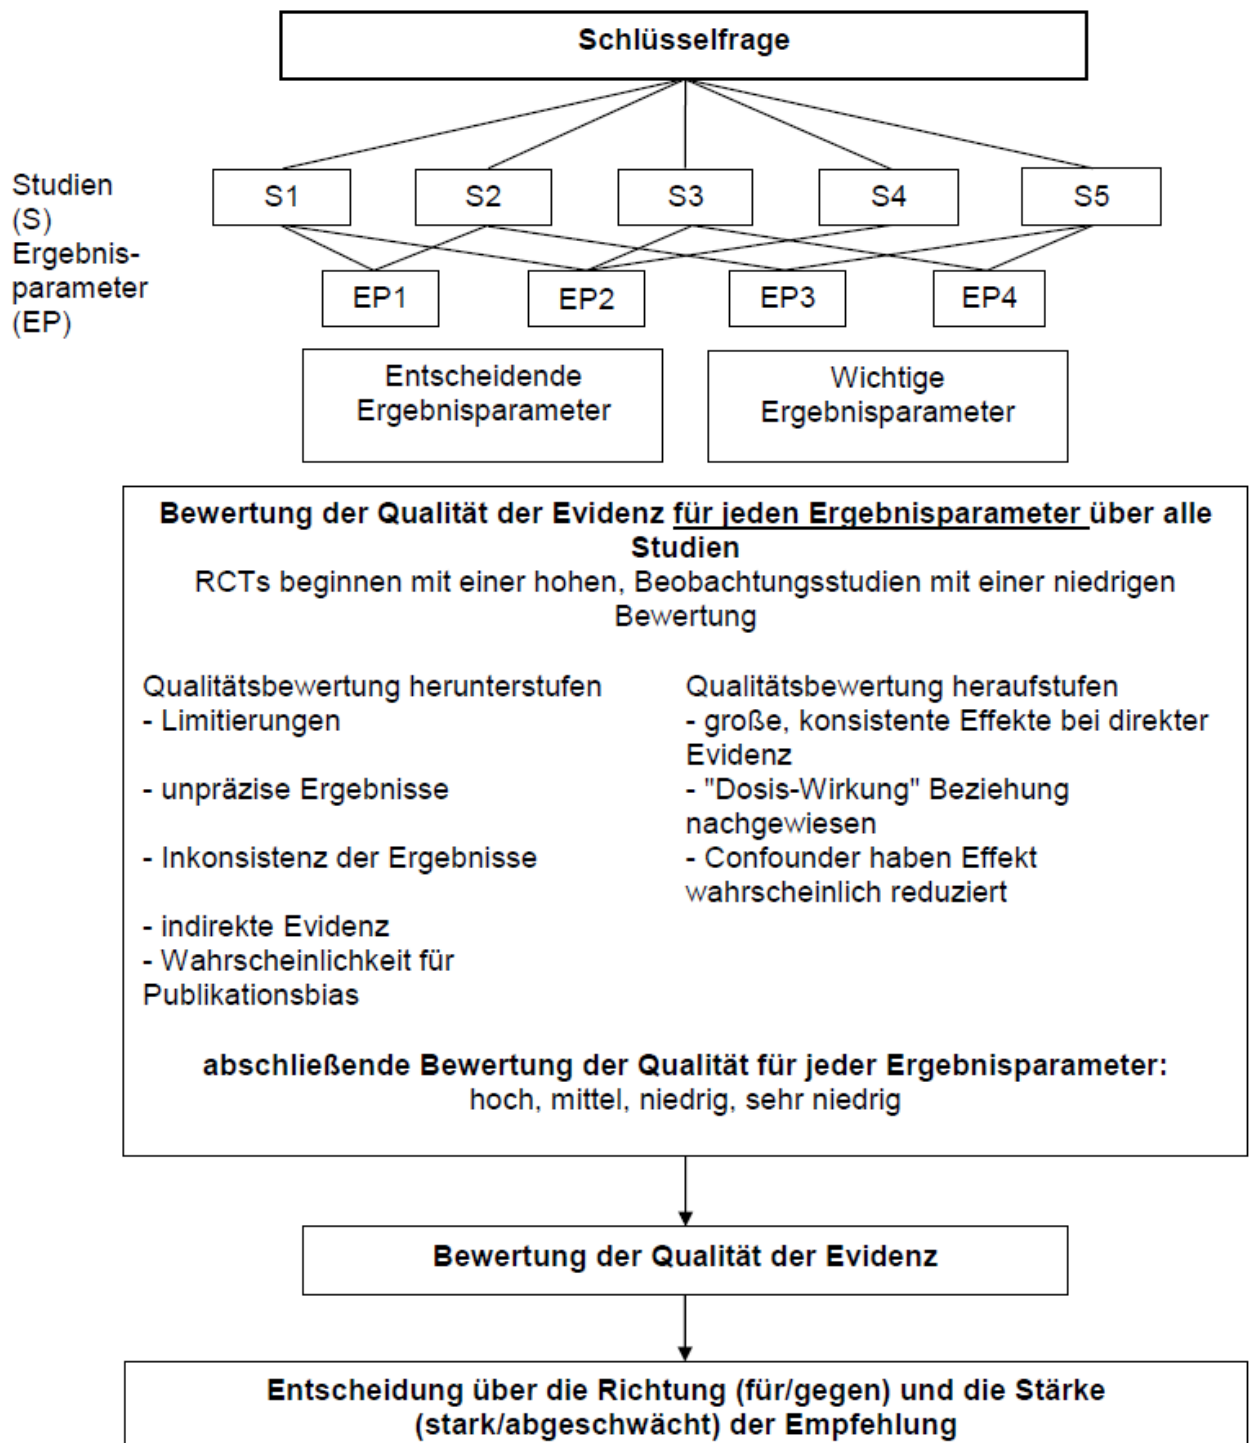 Schlüsselfrage
Studien
(S)
Ergebnis-
parameter
(EP)
S1
S2
S3
S4
S5
EP1
EP2
EP3
EP4
Entscheidende
Ergebnisparameter
Wichtige
Ergebnisparameter
Bewertung der Qualität der Evidenz für jeden Ergebnisparameter über alle
Studien
RCTs beginnen mit einer hohen, Beobachtungsstudien mit einer niedrigen
Bewertung
Qualitätsbewertung herunterstufen
- Limitierungen
- unpräzise Ergebnisse
- Inkonsistenz der Ergebnisse
- indirekte Evidenz
- Wahrscheinlichkeit für
Publikationsbias
Qualitätsbewertung heraufstufen
- große, konsistente Effekte bei direkter
Evidenz
- "Dosis-Wirkung" Beziehung
nachgewiesen
- Confounder haben Effekt
wahrscheinlich reduziert
abschließende Bewertung der Qualität für jeder Ergebnisparameter:
hoch, mittel, niedrig, sehr niedrig
Bewertung der Qualität der Evidenz
Entscheidung über die Richtung (für/gegen) und die Stärke
(stark/abgeschwächt) der Empfehlung